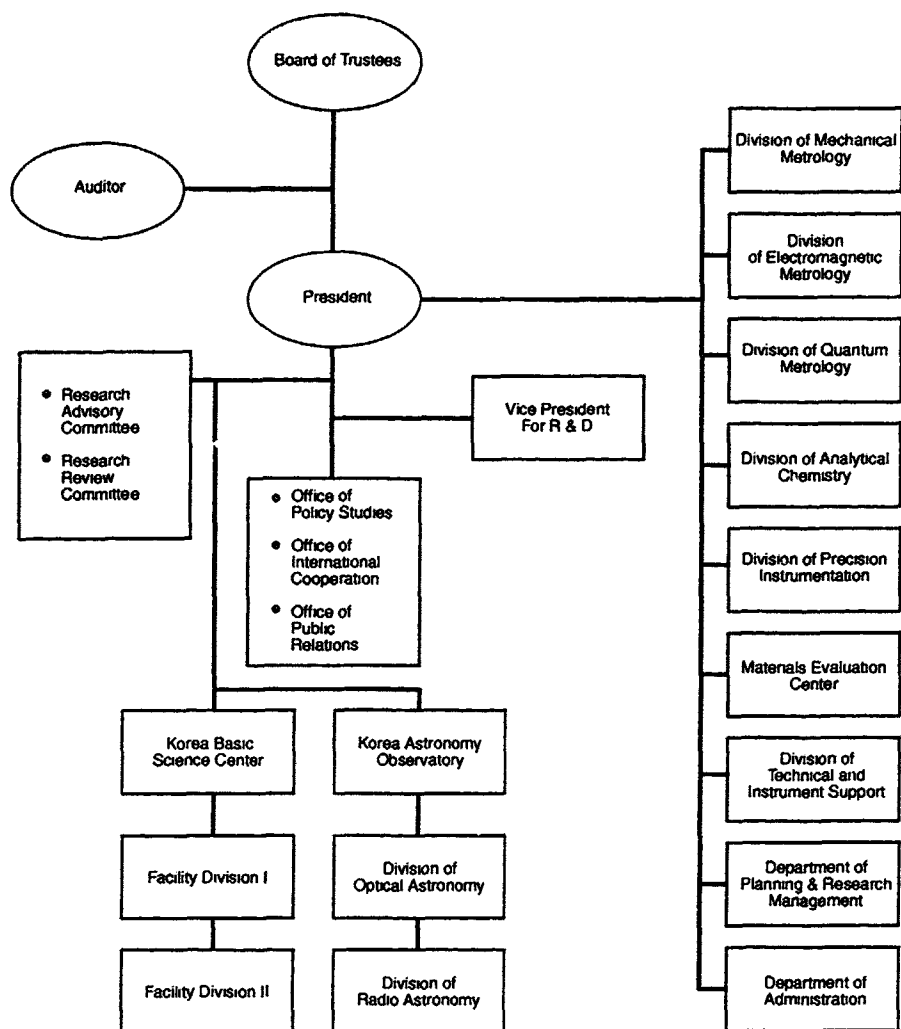 Board of Trustees
Auditor
President
• Research
Advisory
Committee
• Research
Review
Committee
Vice President
For R & D
• Office of
Policy Studies
• Office of
International
Cooperation
• Office of
Public
Relations
Korea Basic
Science Center
Korea Astronomy
Observatory
Facility Division I
Division of
Optical Astronomy
Facility Division II
Division of
Radio Astronomy
Division of Mechanical
Metrology
Division
of Electromagnetic
Metrology
Division of Quantum
Metrology
Division of Analytical
Chemistry
Division of Precision
Instrumentation
Materials Evaluation
Center
Division of
Technical and
Instrument Support
Department of
Planning & Research
Management
Department of
Administration